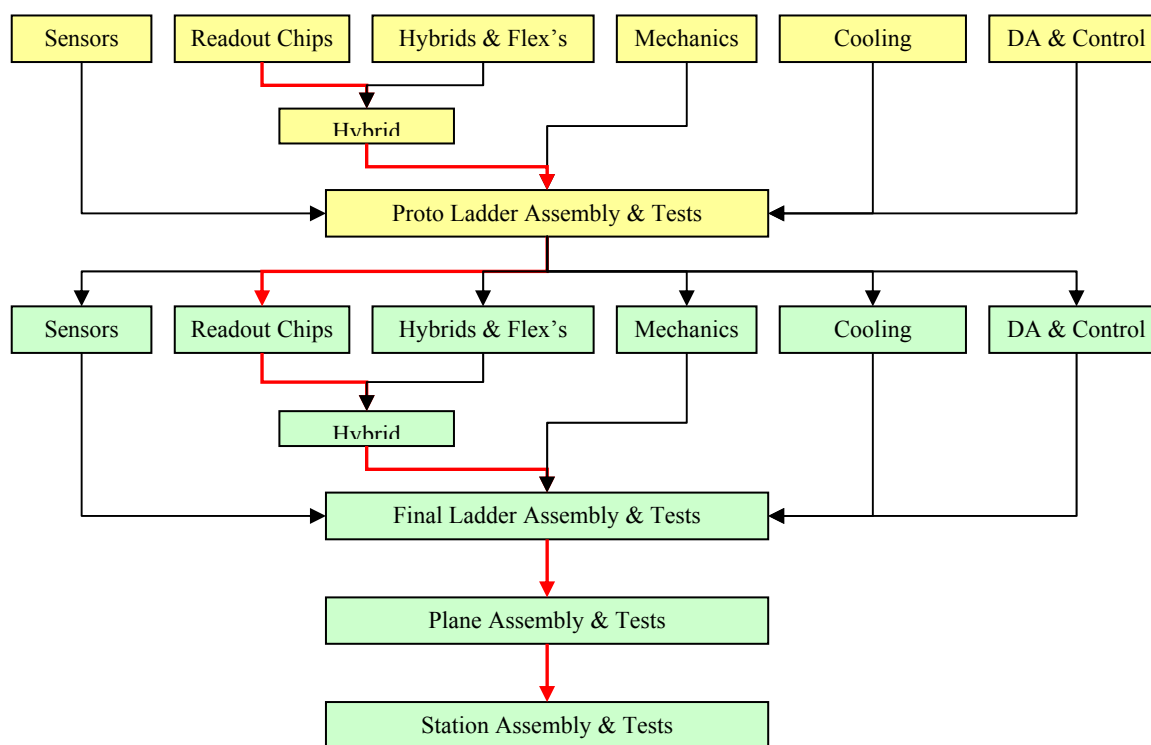 Sensors
Readout Chips
Hybrids & Flex’s
Mechanics
Cooling
DA & Control
Hybrid
Proto Ladder Assembly & Tests
Sensors
Readout Chips
Hybrids & Flex’s
Mechanics
Cooling
DA & Control
Hybrid
Final Ladder Assembly & Tests
Plane Assembly & Tests
Station Assembly & Tests